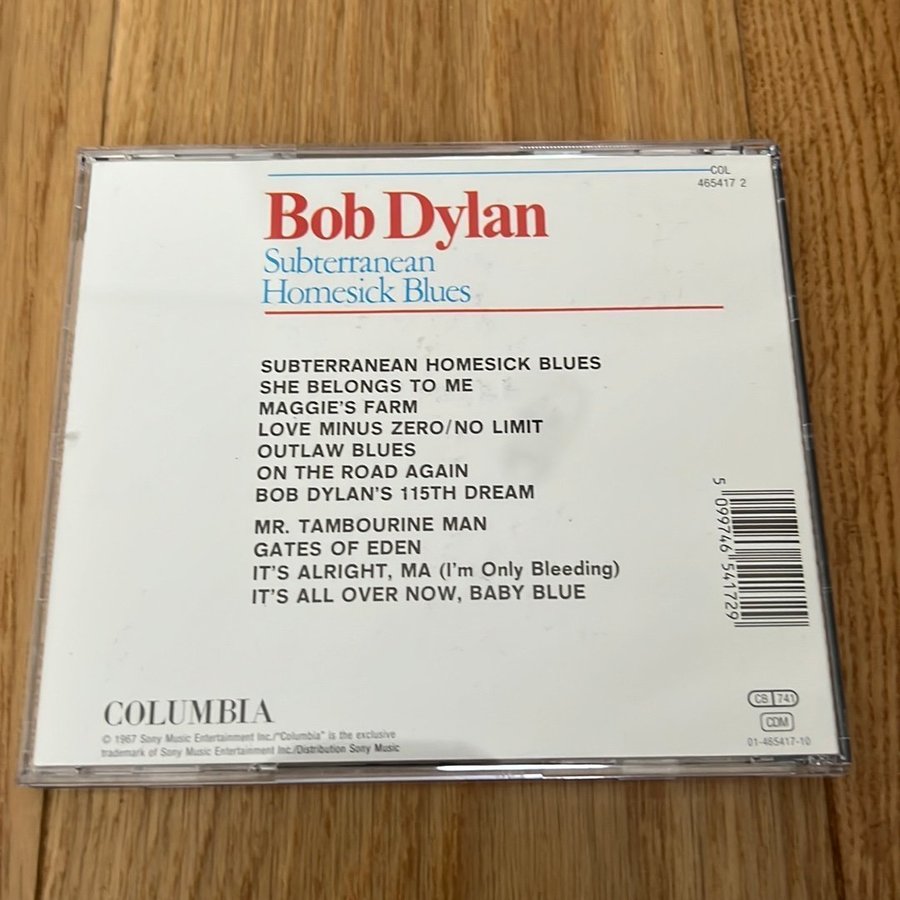 COL
465417 2
Bob Dylan
Subterranean
Homesick Blues
SUBTERRANEAN HOMESICK BLUES
SHE BELONGS TO ME
MAGGIE'S FARM
LOVE MINUS ZERO/NO LIMIT
OUTLAW BLUES
ON THE ROAD AGAIN
BOB DYLAN'S 115TH DREAM
MR. TAMBOURINE MAN
GATES OF EDEN
IT'S ALRIGHT, MA (I'm Only Bleeding)
IT'S ALL OVER NOW, BABY BLUE
5 099746 541729
COLUMBIA
© 1967 Sony Music Entertainment Inc./"Columbia" is the exclusive
trademark of Sony Music Entertainment Inc./Distribution Sony Music
CB 741
CDM
01-465417-10